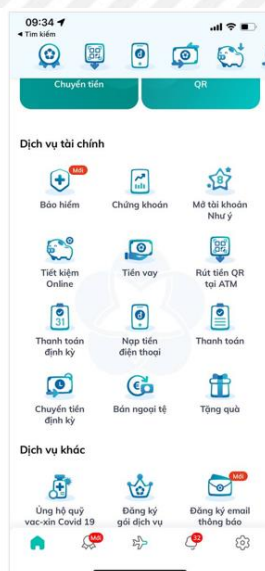 09:34
Tìm kiếm
Chuyển tiền
QR
Dịch vụ tài chính
Mới
Bảo hiểm
Chứng khoán
8
Mở tài khoản
Như ý
Tiết kiệm
Online
Tiền vay
Rút tiền QR
tại ATM
31
Thanh toán
định kỳ
Nạp tiền
điện thoại
Thanh toán
Chuyển tiền
định kỳ
Bán ngoại tệ
Tặng quà
Dịch vụ khác
Ủng hộ quỹ
vac-xin Covid 19
Đăng ký
gói dịch vụ
Mới
Đăng ký email
thông báo
Mới
32